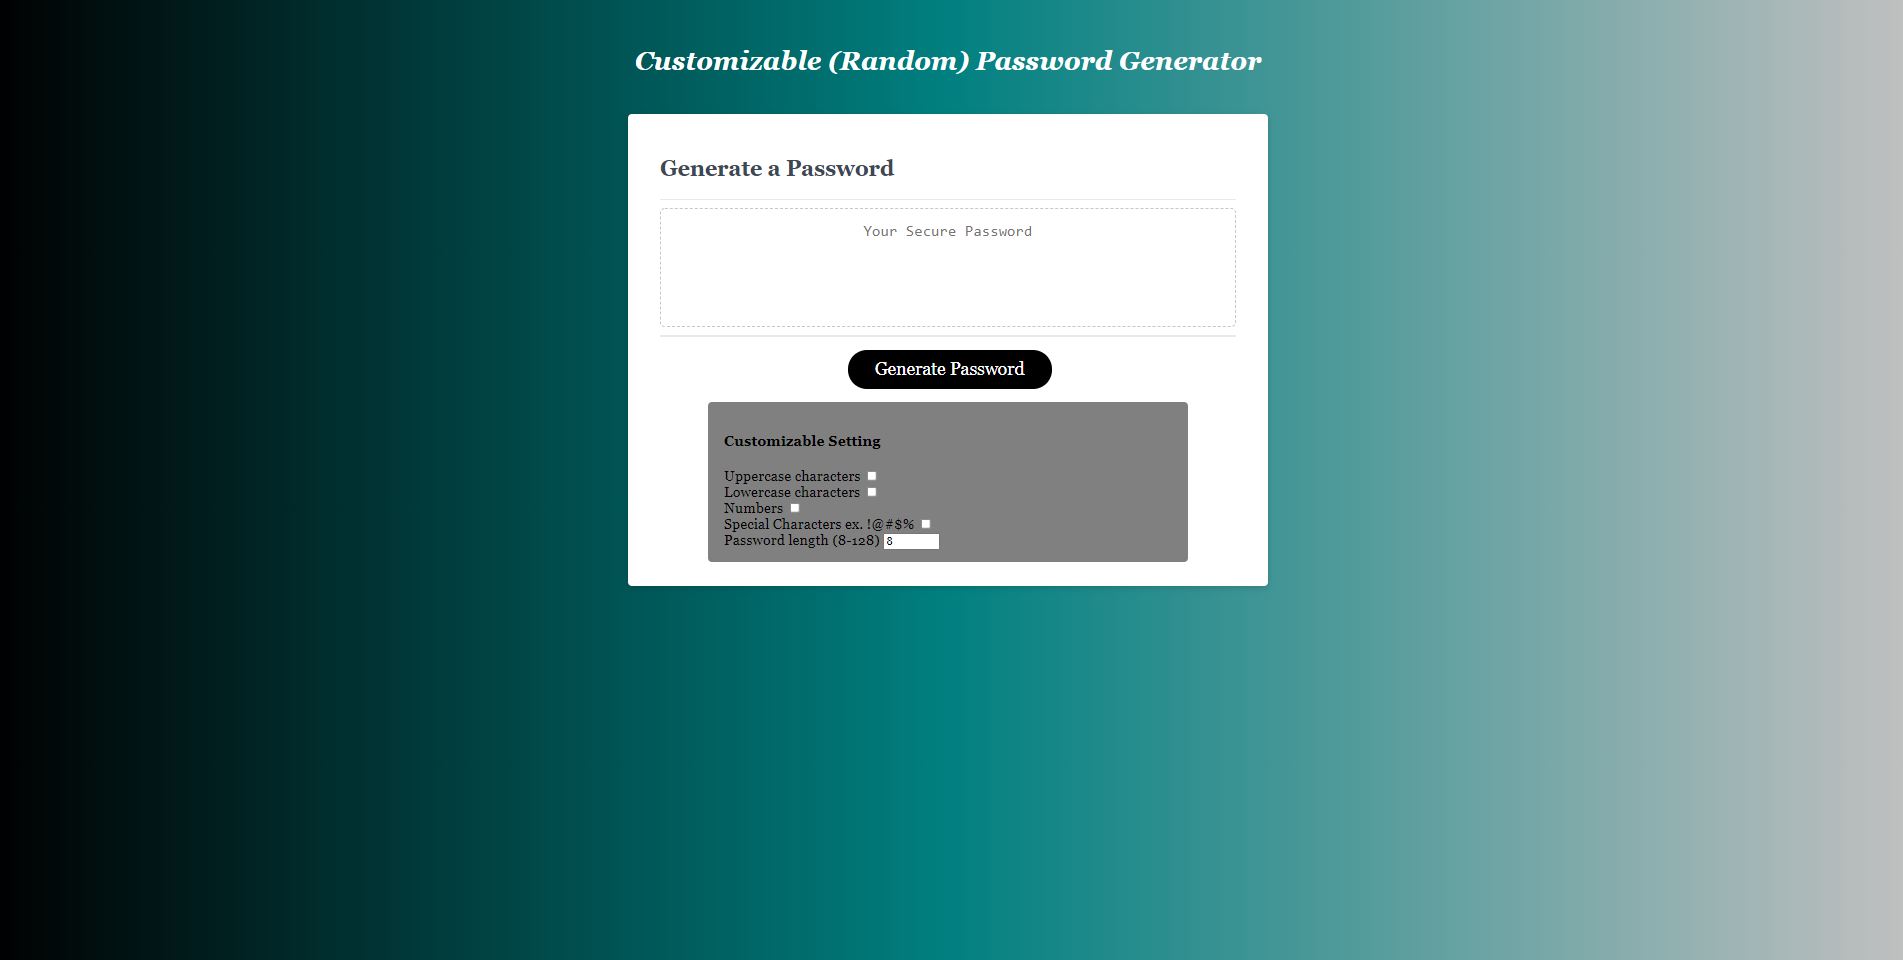 Customizable (Random) Password Generator
Generate a Password
Your Secure Password
Generate Password
Customizable Setting
Uppercase characters
Lowercase characters
Numbers
Special Characters ex. !@#$%
Password length (8-128) 8